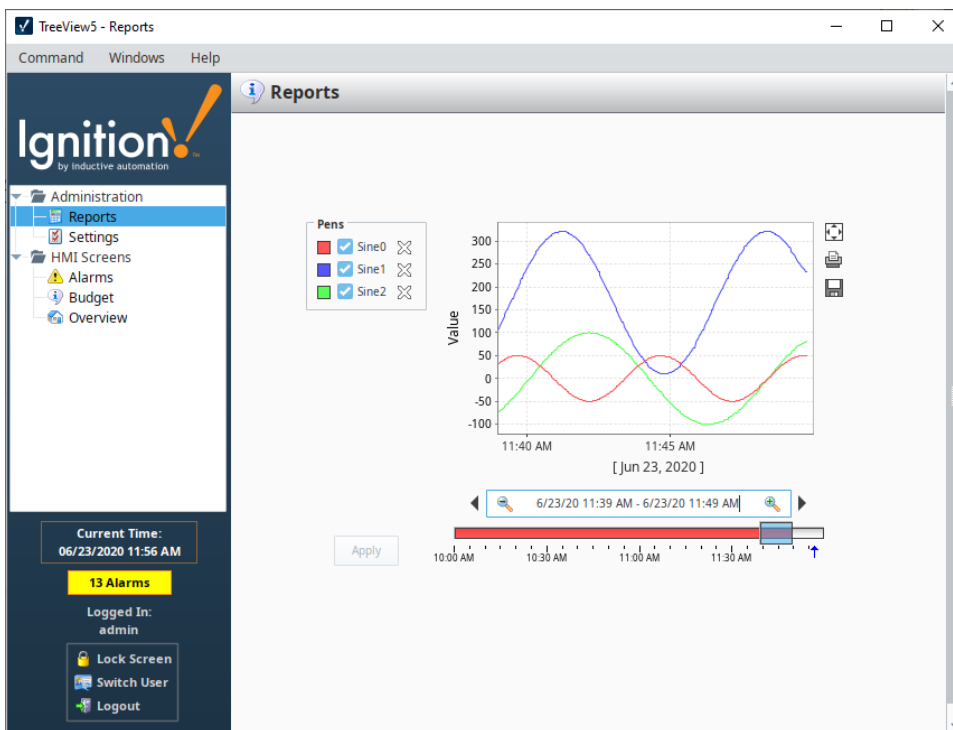 TreeView5 - Reports
Command Windows Help
Ignition!
by inductive automation
Reports
Administration
Reports
Settings
HMI Screens
Alarms
Budget
Overview
Current Time:
06/23/2020 11:56 AM
13 Alarms
Logged In:
admin
Lock Screen
Switch User
Logout
Pens
Sine0
Sine1
Sine2
Value
300
250
200
150
100
50
0
-50
-100
11:40 AM 11:45 AM
[ Jun 23, 2020 ]
6/23/20 11:39 AM - 6/23/20 11:49 AM
Apply
10:00 AM 10:30 AM 11:00 AM 11:30 AM